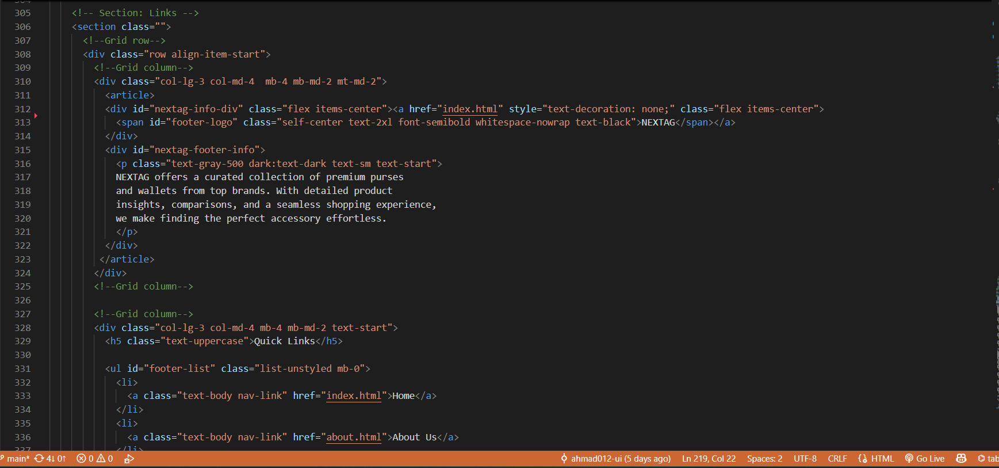 305 <!-- Section: Links -->
306 <section class="">
307 <!--Grid row-->
308 <div class="row align-item-start">
309 <!--Grid column-->
310 <div class="col-lg-3 col-md-4  mb-4 mb-md-2 mt-md-2">
311 <article>
312 <div id="nextag-info-div" class="flex items-center"><a href="index.html" style="text-decoration: none;" class="flex items-center">
313 <span id="footer-logo" class="self-center text-2xl font-semibold whitespace-nowrap text-black">NEXTAG</span></a>
314 </div>
315 <div id="nextag-footer-info">
316 <p class="text-gray-500 dark:text-dark text-sm text-start">
317 NEXTAG offers a curated collection of premium purses
318 and wallets from top brands. With detailed product
319 insights, comparisons, and a seamless shopping experience,
320 we make finding the perfect accessory effortless.
321 </p>
322 </div>
323 </article>
324 </div>
325 <!--Grid column-->
326
327 <!--Grid column-->
328 <div class="col-lg-3 col-md-4 mb-4 mb-md-2 text-start">
329 <h5 class="text-uppercase">Quick Links</h5>
330
331 <ul id="footer-list" class="list-unstyled mb-0">
332 <li>
333 <a class="text-body nav-link" href="index.html">Home</a>
334 </li>
335 <li>
336 <a class="text-body nav-link" href="about.html">About Us</a>
337 </li>
main* 4↓ 0↑ 0 0 ahmad012-ui (5 days ago) Ln 219, Col 22 Spaces: 2 UTF-8 CRLF HTML Go Live tab